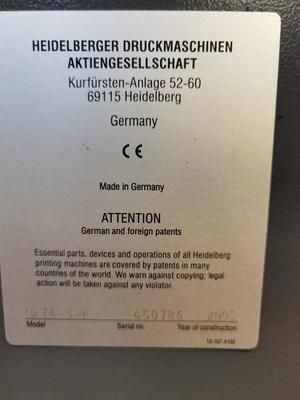 HEIDELBERGER DRUCKMASCHINEN
AKTIENGESELLSCHAFT
Kurfürsten-Anlage 52-60
69115 Heidelberg
Germany
CE
Made in Germany
ATTENTION
German and foreign patents
Essential parts, devices and operations of all Heidelberg
printing machines are covered by patents in many
countries of the world. We warn against copying; legal
action will be taken against any violator.
450786 2005
Model Serial no. Year of construction